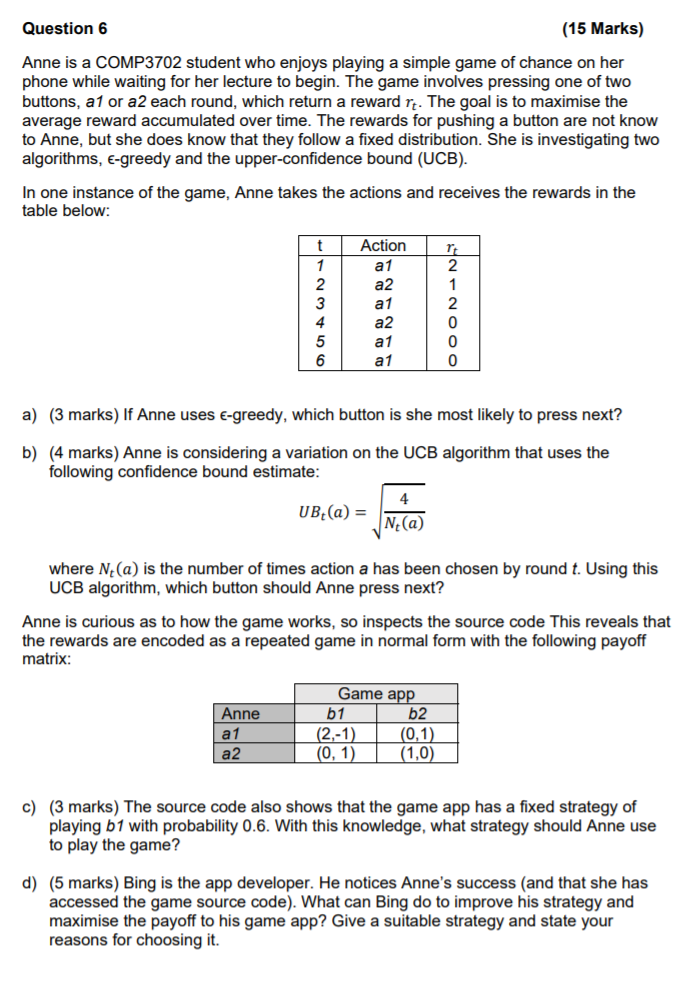 Question 6 (15 Marks)
Anne is a COMP3702 student who enjoys playing a simple game of chance on her
phone while waiting for her lecture to begin. The game involves pressing one of two
buttons, a1 or a2 each round, which return a reward rₜ. The goal is to maximise the
average reward accumulated over time. The rewards for pushing a button are not know
to Anne, but she does know that they follow a fixed distribution. She is investigating two
algorithms, ϵ-greedy and the upper-confidence bound (UCB).
In one instance of the game, Anne takes the actions and receives the rewards in the
table below:
t Action rₜ
1 a1 2
2 a2 1
3 a1 2
4 a2 0
5 a1 0
6 a1 0
a) (3 marks) If Anne uses ϵ-greedy, which button is she most likely to press next?
b) (4 marks) Anne is considering a variation on the UCB algorithm that uses the
following confidence bound estimate:
UBₜ(a) = √(4 / Nₜ(a))
where Nₜ(a) is the number of times action a has been chosen by round t. Using this
UCB algorithm, which button should Anne press next?
Anne is curious as to how the game works, so inspects the source code This reveals that
the rewards are encoded as a repeated game in normal form with the following payoff
matrix:
Game app
Anne b1 b2
a1 (2,-1) (0,1)
a2 (0, 1) (1,0)
c) (3 marks) The source code also shows that the game app has a fixed strategy of
playing b1 with probability 0.6. With this knowledge, what strategy should Anne use
to play the game?
d) (5 marks) Bing is the app developer. He notices Anne's success (and that she has
accessed the game source code). What can Bing do to improve his strategy and
maximise the payoff to his game app? Give a suitable strategy and state your
reasons for choosing it.